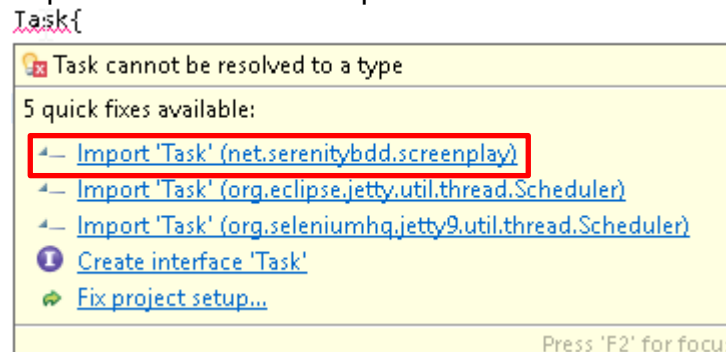 Task{
Task cannot be resolved to a type
5 quick fixes available:
Import 'Task' (net.serenitybdd.screenplay)
Import 'Task' (org.eclipse.jetty.util.thread.Scheduler)
Import 'Task' (org.seleniumhq.jetty9.util.thread.Scheduler)
Create interface 'Task'
Fix project setup...
Press 'F2' for focu